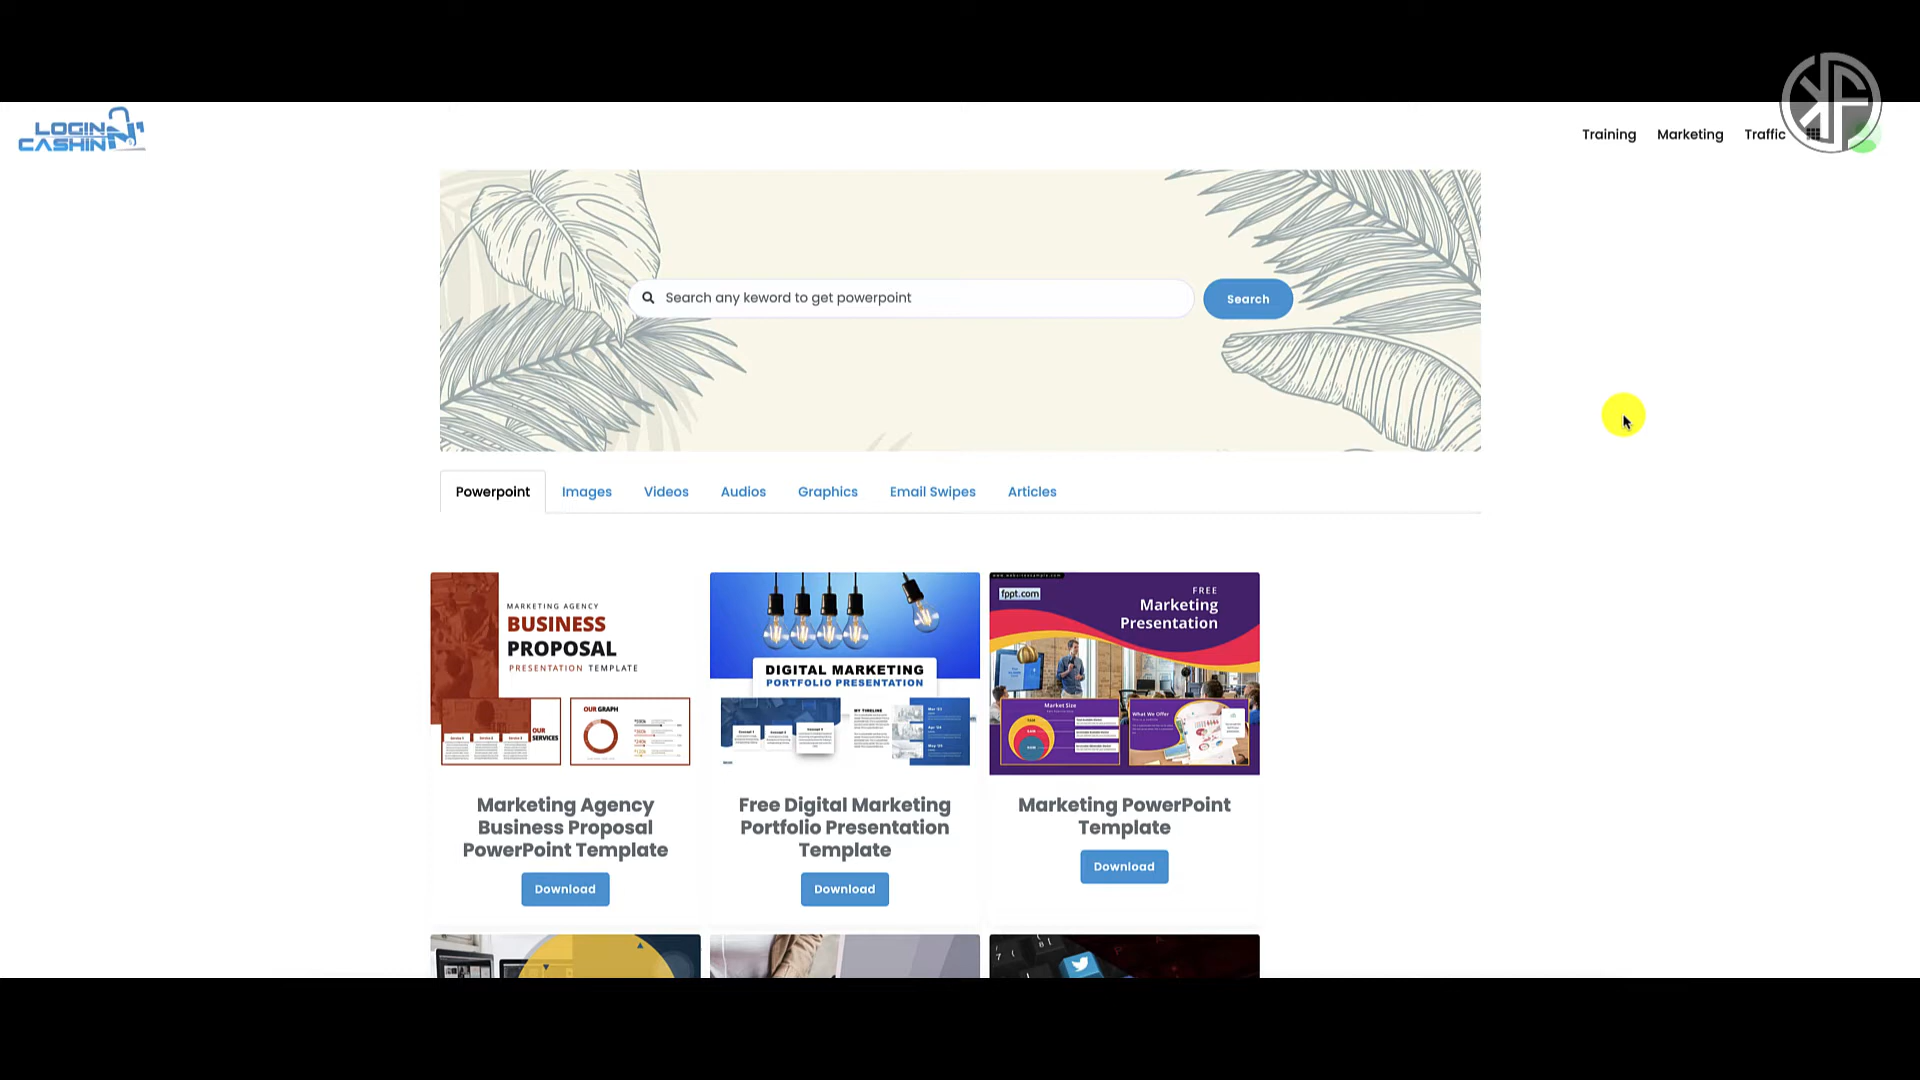 LOGIN N'
CASHIN
Training Marketing Traffic
Search any keword to get powerpoint
Search
Powerpoint Images Videos Audios Graphics Email Swipes Articles
MARKETING AGENCY
BUSINESS
PROPOSAL
PRESENTATION TEMPLATE
OUR
SERVICES
OUR GRAPH
DIGITAL MARKETING
PORTFOLIO PRESENTATION
MY TIMELINE
fppt.com
FREE
Marketing
Presentation
Market Size
What We Offer
Marketing Agency
Business Proposal
PowerPoint Template
Download
Free Digital Marketing
Portfolio Presentation
Template
Download
Marketing PowerPoint
Template
Download